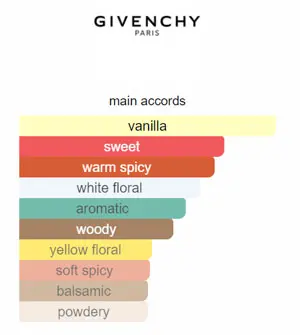 GIVENCHY
PARIS
main accords
vanilla
sweet
warm spicy
white floral
aromatic
woody
yellow floral
soft spicy
balsamic
powdery